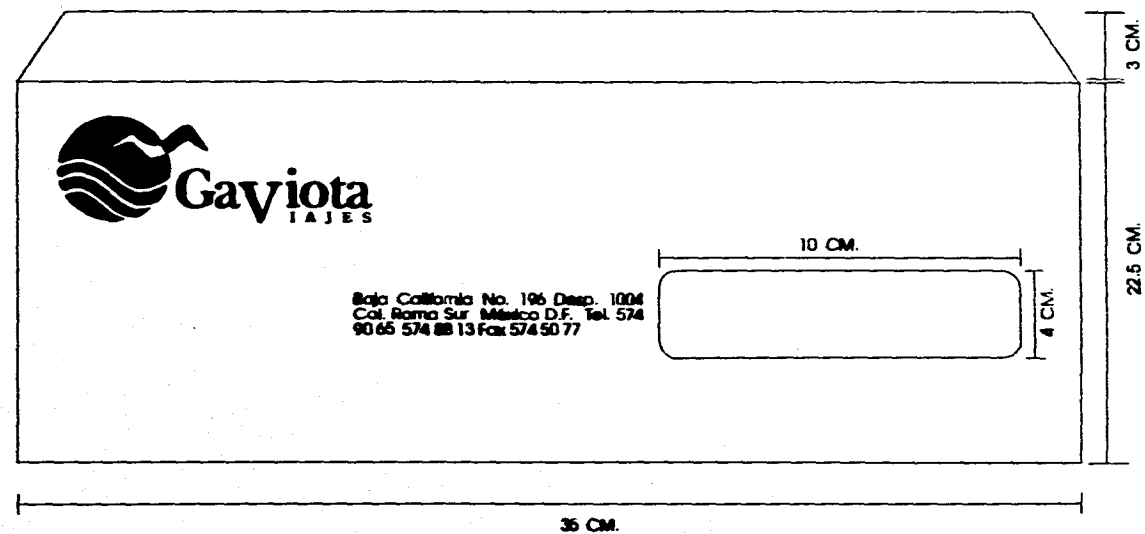 3 CM.
Gaviota
IAJES
22.5 CM.
10 CM.
Baja California No. 196 Desp. 1004
Col. Roma Sur México D.F. Tel. 574
90 65 574 88 13 Fax 574 50 77
4 CM.
35 CM.